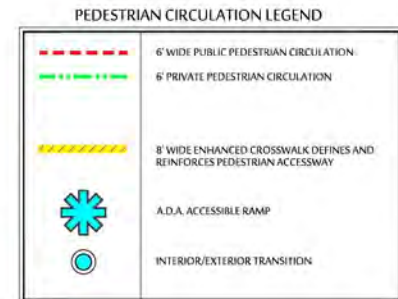 PEDESTRIAN CIRCULATION LEGEND
6' WIDE PUBLIC PEDESTRIAN CIRCULATION
6' PRIVATE PEDESTRIAN CIRCULATION
8' WIDE ENHANCED CROSSWALK DEFINES AND
REINFORCES PEDESTRIAN ACCESSWAY
A.D.A. ACCESSIBLE RAMP
INTERIOR/EXTERIOR TRANSITION